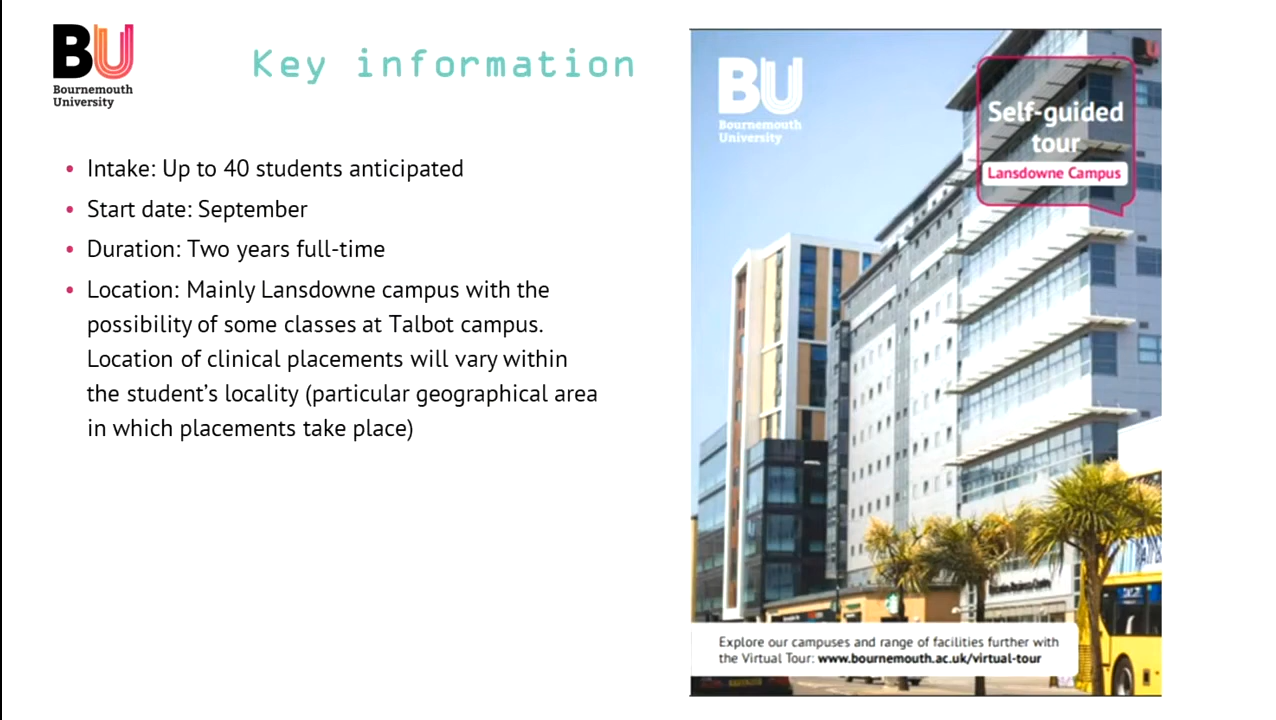 BU
Bournemouth
University
Key information
• Intake: Up to 40 students anticipated
• Start date: September
• Duration: Two years full-time
• Location: Mainly Lansdowne campus with the
possibility of some classes at Talbot campus.
Location of clinical placements will vary within
the student’s locality (particular geographical area
in which placements take place)
BU
Bournemouth
University
BU
Self-guided
tour
Lansdowne Campus
Explore our campuses and range of facilities further with
the Virtual Tour: www.bournemouth.ac.uk/virtual-tour